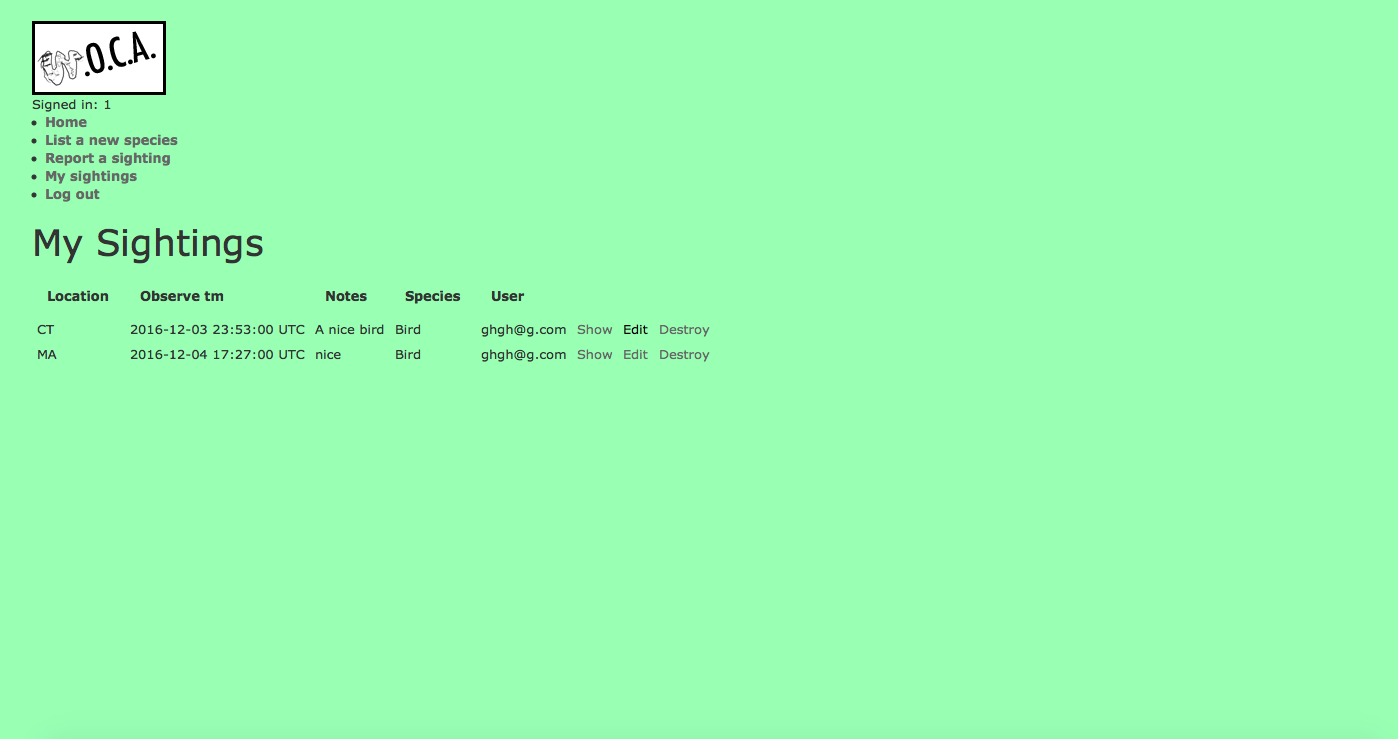 W.O.C.A.
Signed in: 1
Home
List a new species
Report a sighting
My sightings
Log out
My Sightings
Location Observe tm Notes Species User
CT 2016-12-03 23:53:00 UTC A nice bird Bird ghgh@g.com Show Edit Destroy
MA 2016-12-04 17:27:00 UTC nice Bird ghgh@g.com Show Edit Destroy